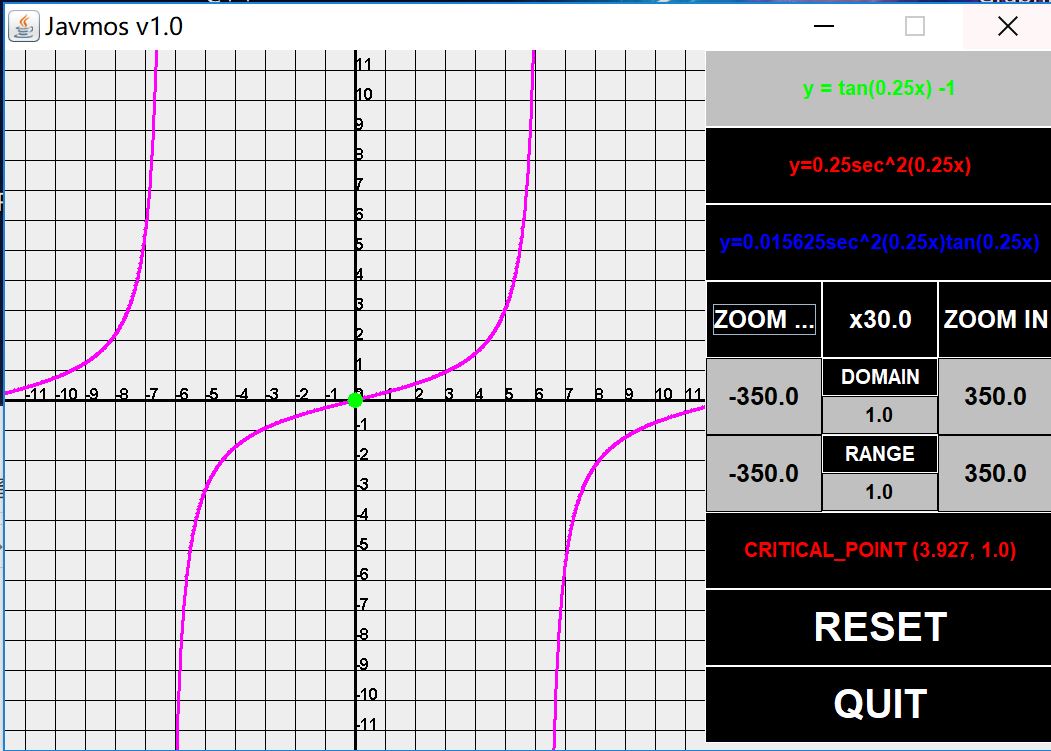 Javmos v1.0
y = tan(0.25x) -1
y=0.25sec^2(0.25x)
y=0.015625sec^2(0.25x)tan(0.25x)
ZOOM ... x30.0 ZOOM IN
DOMAIN
-350.0 350.0
1.0
RANGE
-350.0 350.0
1.0
CRITICAL_POINT (3.927, 1.0)
RESET
QUIT
11
10
9
8
7
6
5
4
3
2
1
-11 -10 -9 -8 -7 -6 -5 -4 -3 -2 -1 1 2 3 4 5 6 7 8 9 10 11
-1
-2
-3
-4
-5
-6
-7
-8
-9
-10
-11